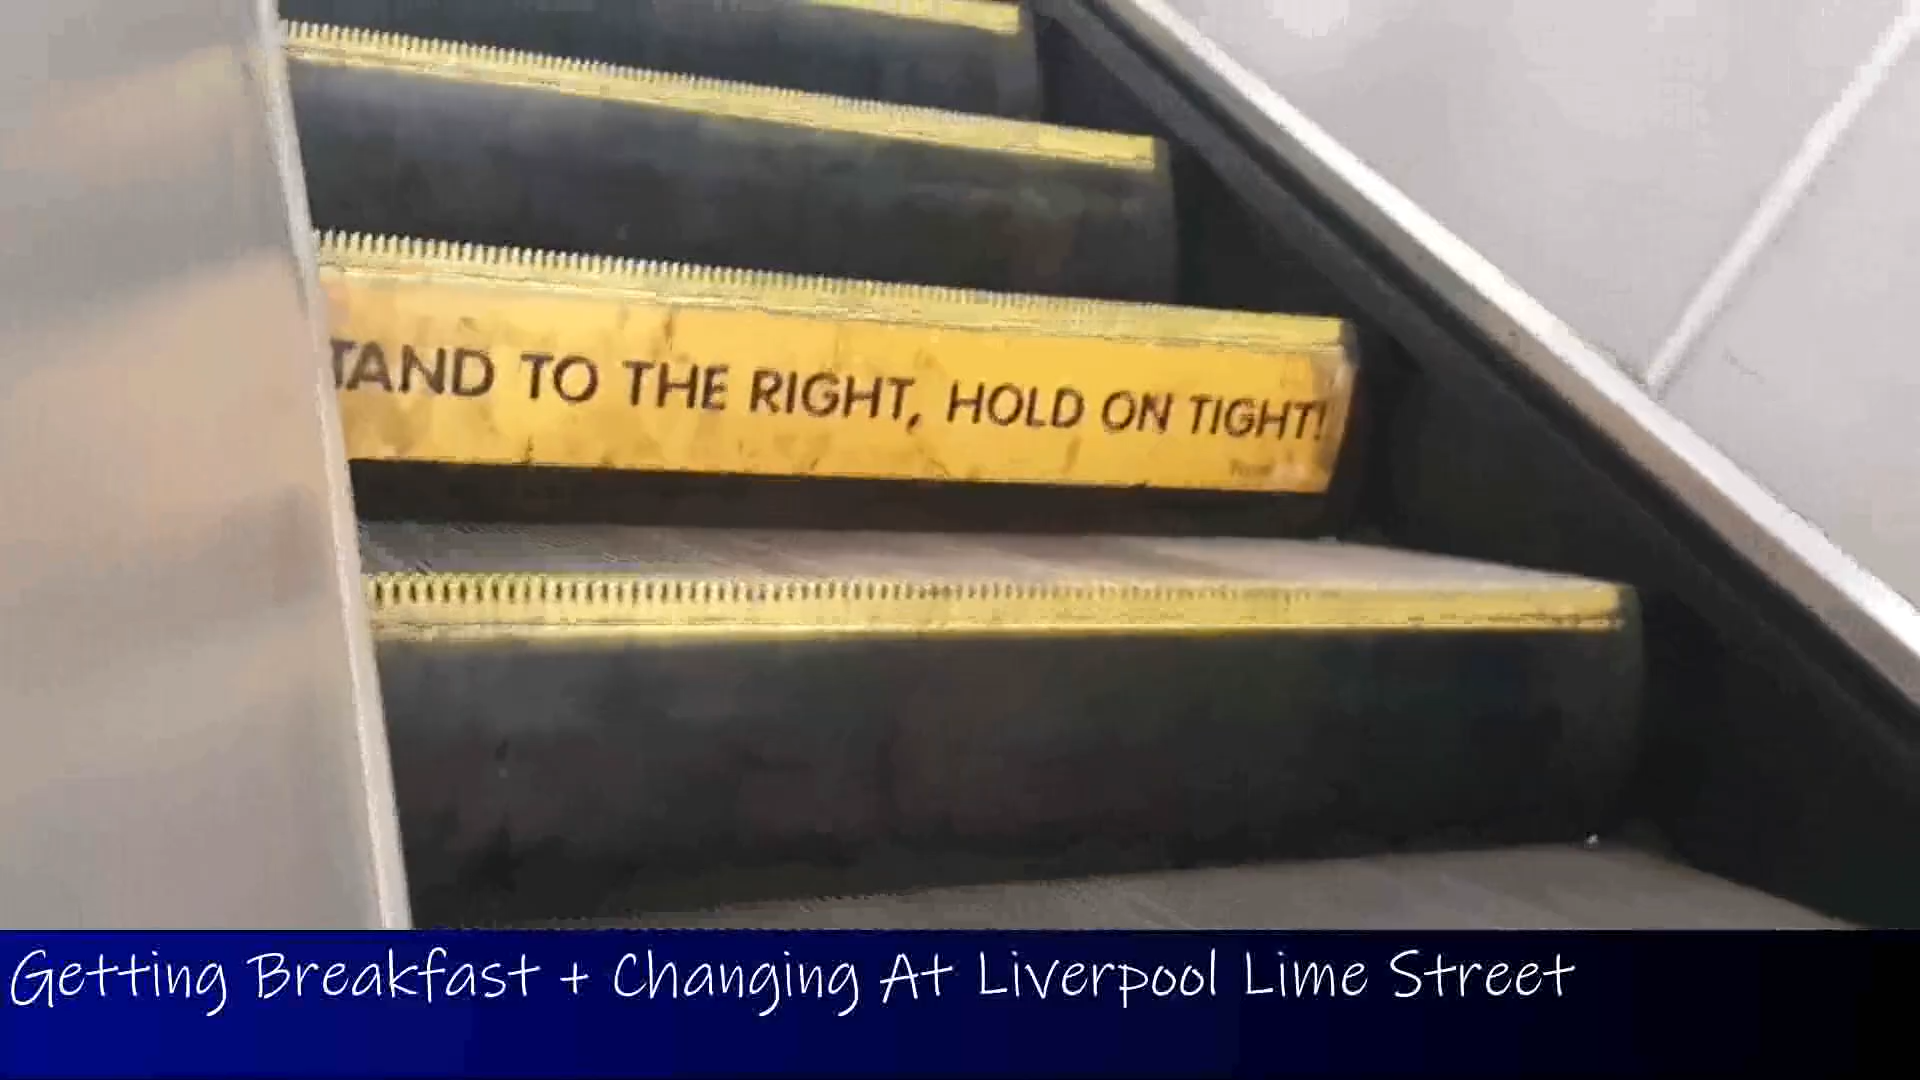 TAND TO THE RIGHT, HOLD ON TIGHT!
Getting Breakfast + Changing At Liverpool Lime Street